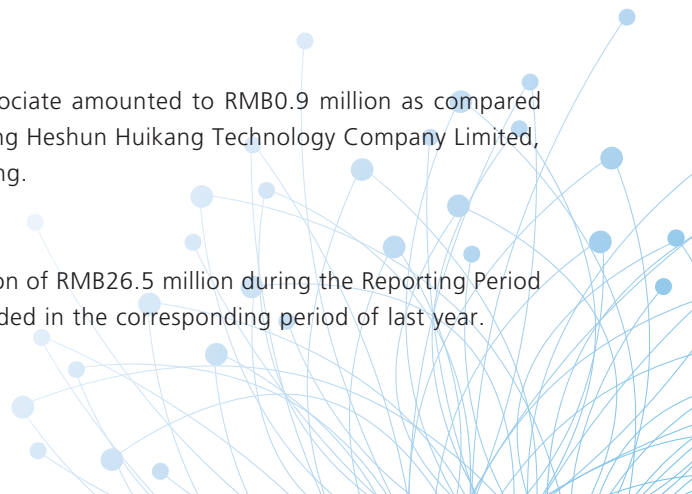 ociate amounted to RMB0.9 million as compared
ng Heshun Huikang Technology Company Limited,
ng.
on of RMB26.5 million during the Reporting Period
ded in the corresponding period of last year.